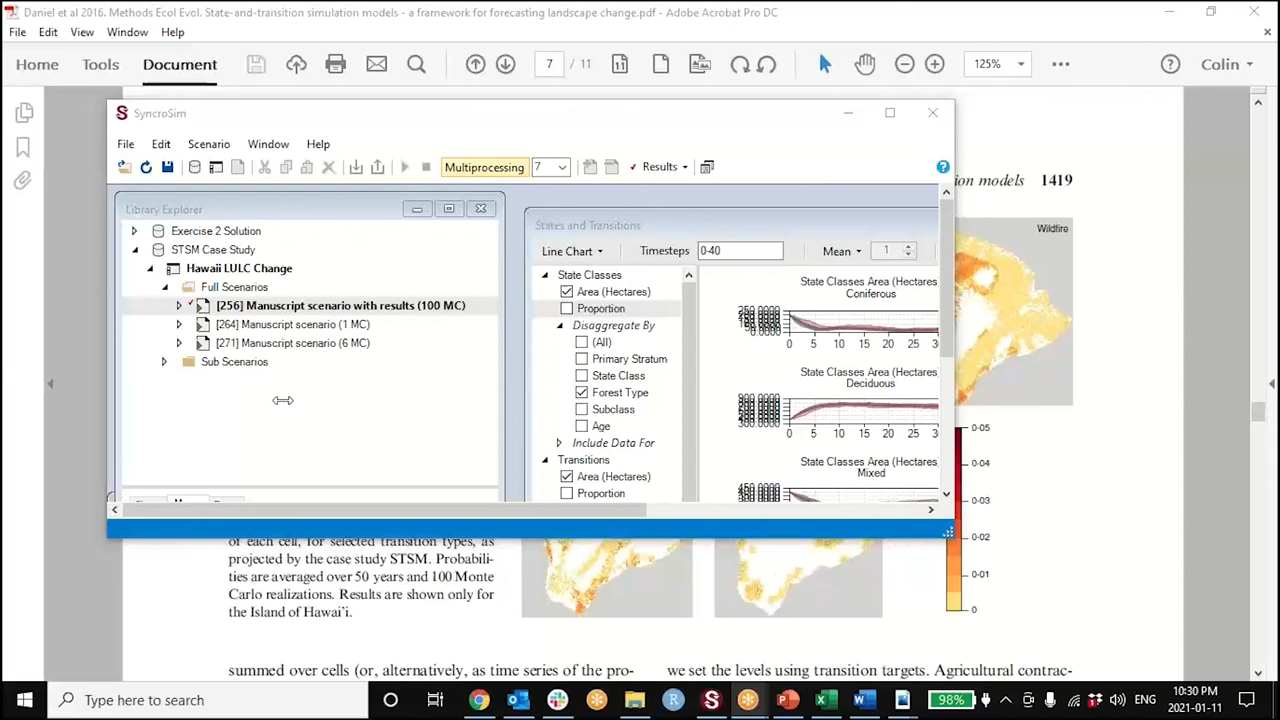 Daniel et al 2016. Methods Ecol Evol. State-and-transition simulation models - a framework for forecasting landscape change.pdf - Adobe Acrobat Pro DC
File Edit View Window Help
Home Tools Document 7 / 11 125% Colin
SyncroSim
File Edit Scenario Window Help
Multiprocessing 7 Results
ion models 1419
Library Explorer
Exercise 2 Solution
STSM Case Study
Hawaii LULC Change
Full Scenarios
[256] Manuscript scenario with results (100 MC)
[264] Manuscript scenario (1 MC)
[271] Manuscript scenario (6 MC)
Sub Scenarios
States and Transitions
Line Chart Timesteps 0-40 Mean 1
State Classes
Area (Hectares)
Proportion
Disaggregate By
(All)
Primary Stratum
State Class
Forest Type
Subclass
Age
Include Data For
Transitions
Area (Hectares)
Proportion
State Classes Area (Hectares
Coniferous
0 5 10 15 20 25 3
State Classes Area (Hectares
Deciduous
0 5 10 15 20 25 3
State Classes Area (Hectares
Mixed
Wildfire
0·05
0·04
0·03
0·02
0·01
0
of each cell, for selected transition types, as
projected by the case study STSM. Probabili-
ties are averaged over 50 years and 100 Monte
Carlo realizations. Results are shown only for
the Island of Hawai'i.
summed over cells (or, alternatively, as time series of the pro-
we set the levels using transition targets. Agricultural contrac-
Type here to search
98% ENG 10:30 PM
2021-01-11